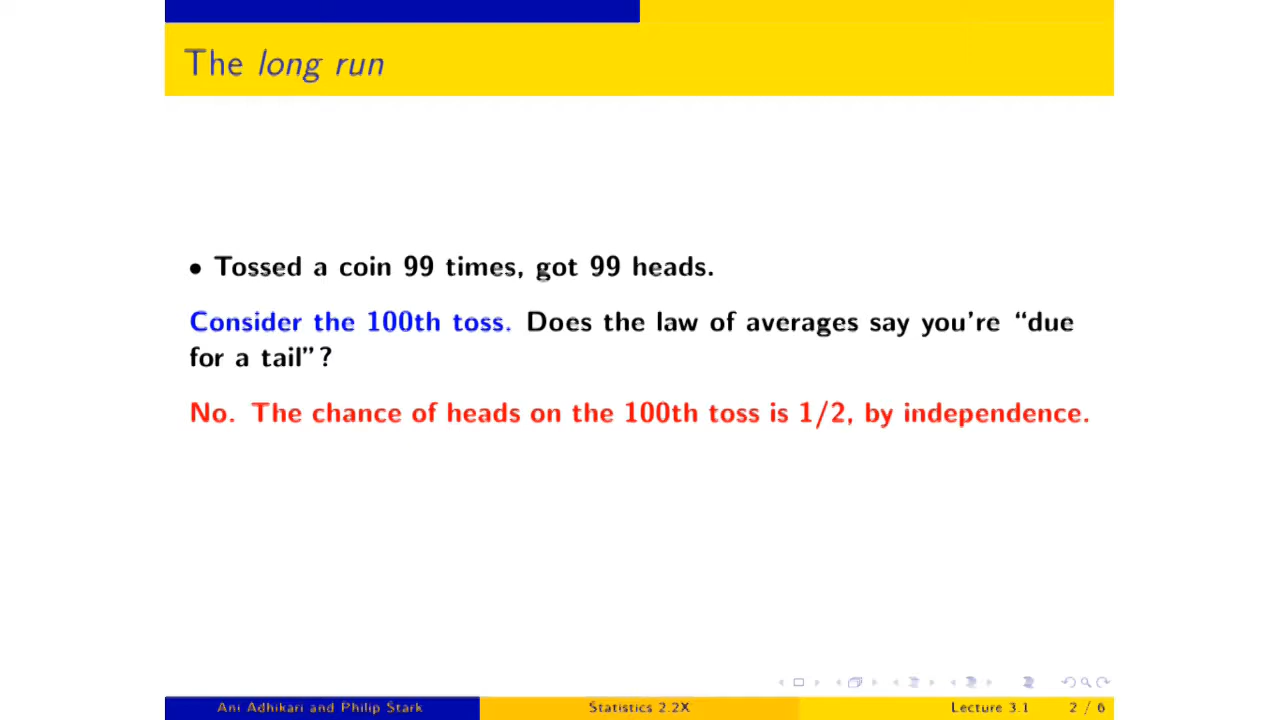 The long run
• Tossed a coin 99 times, got 99 heads.
Consider the 100th toss. Does the law of averages say you're “due
for a tail”?
No. The chance of heads on the 100th toss is 1/2, by independence.
Ani Adhikari and Philip Stark
Statistics 2.2X
Lecture 3.1
2 / 6